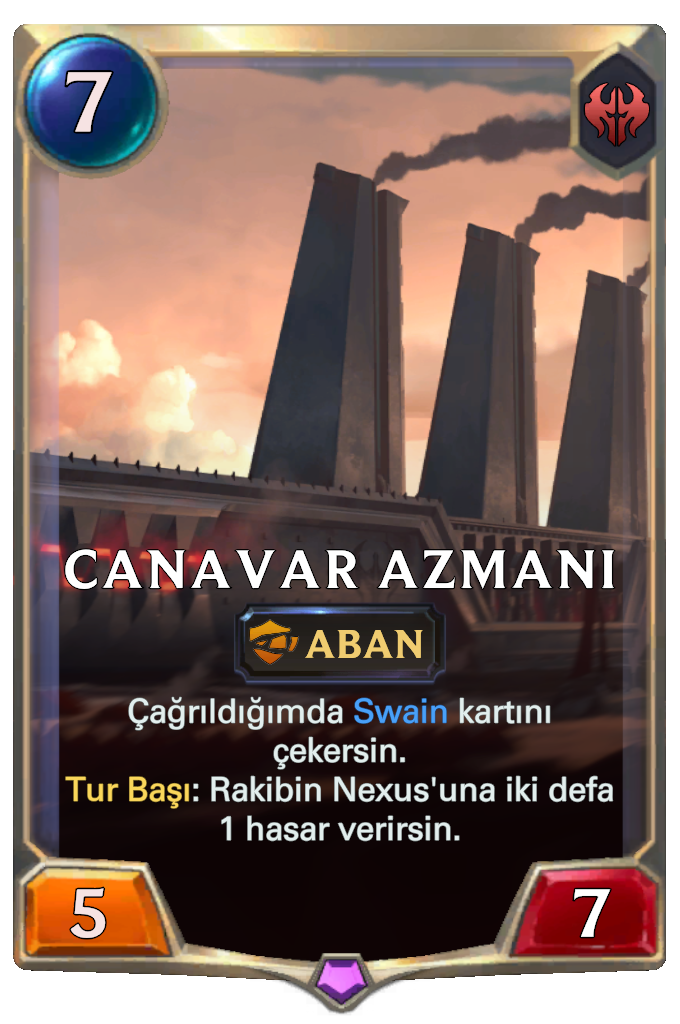 7
CANAVAR AZMANI
ABAN
Çağrıldığımda Swain kartını
çekersin.
Tur Başı: Rakibin Nexus'una iki defa
1 hasar verirsin.
5
7